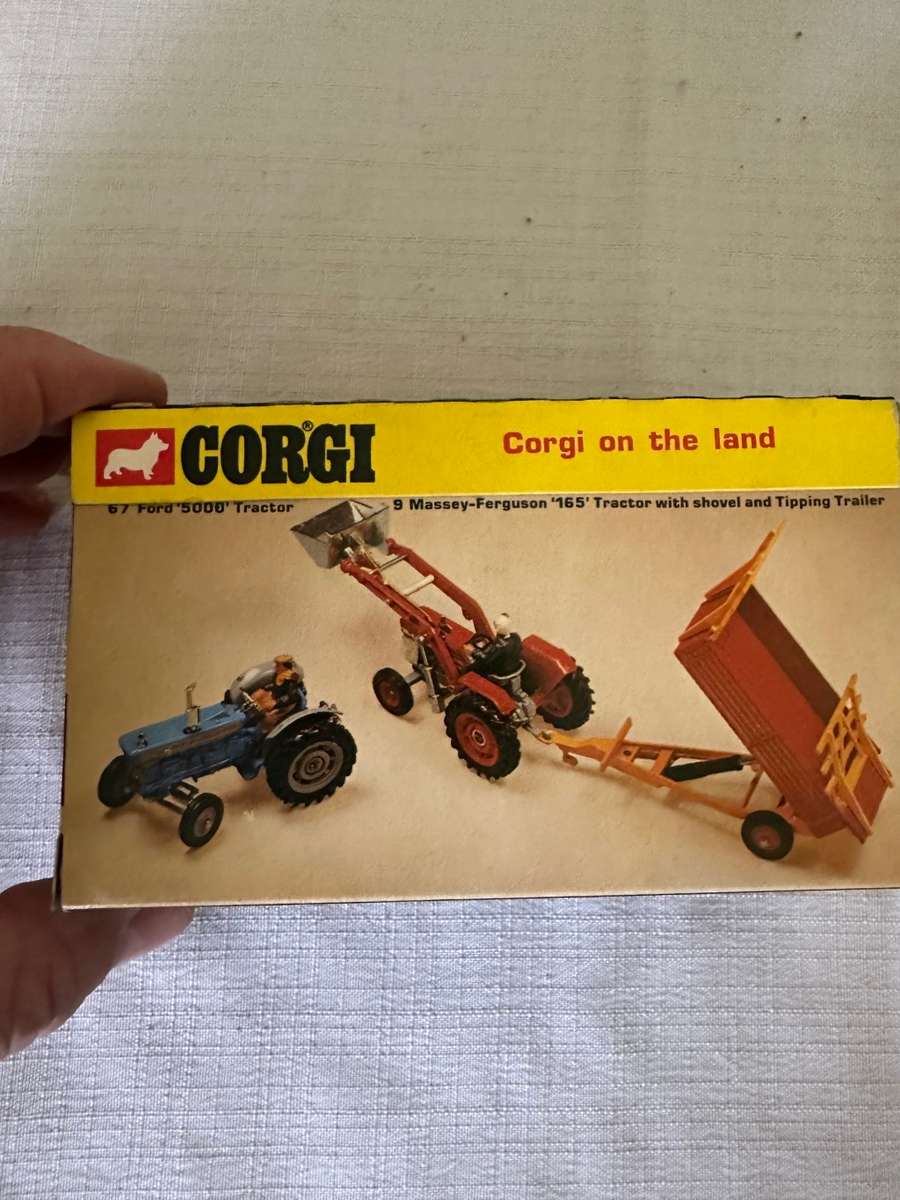 CORGI®
Corgi on the land
67 Ford '5000' Tractor
9 Massey-Ferguson '165' Tractor with shovel and Tipping Trailer